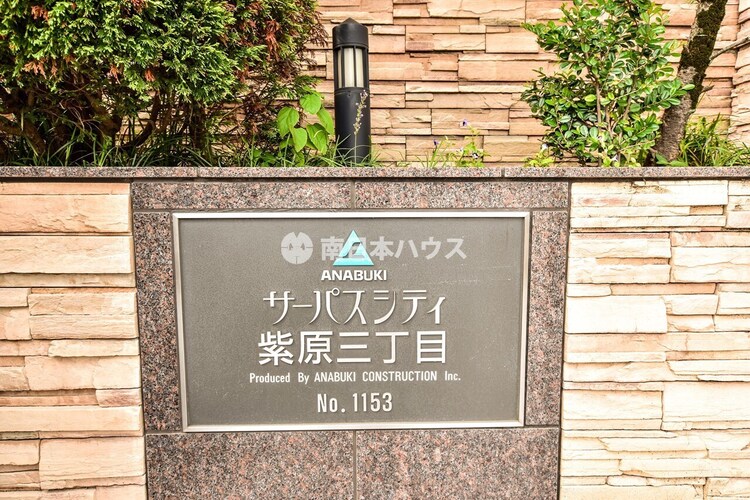 南日本ハウス
ANABUKI
サーパスシティ
紫原三丁目
Produced By ANABUKI CONSTRUCTION Inc.
No. 1153